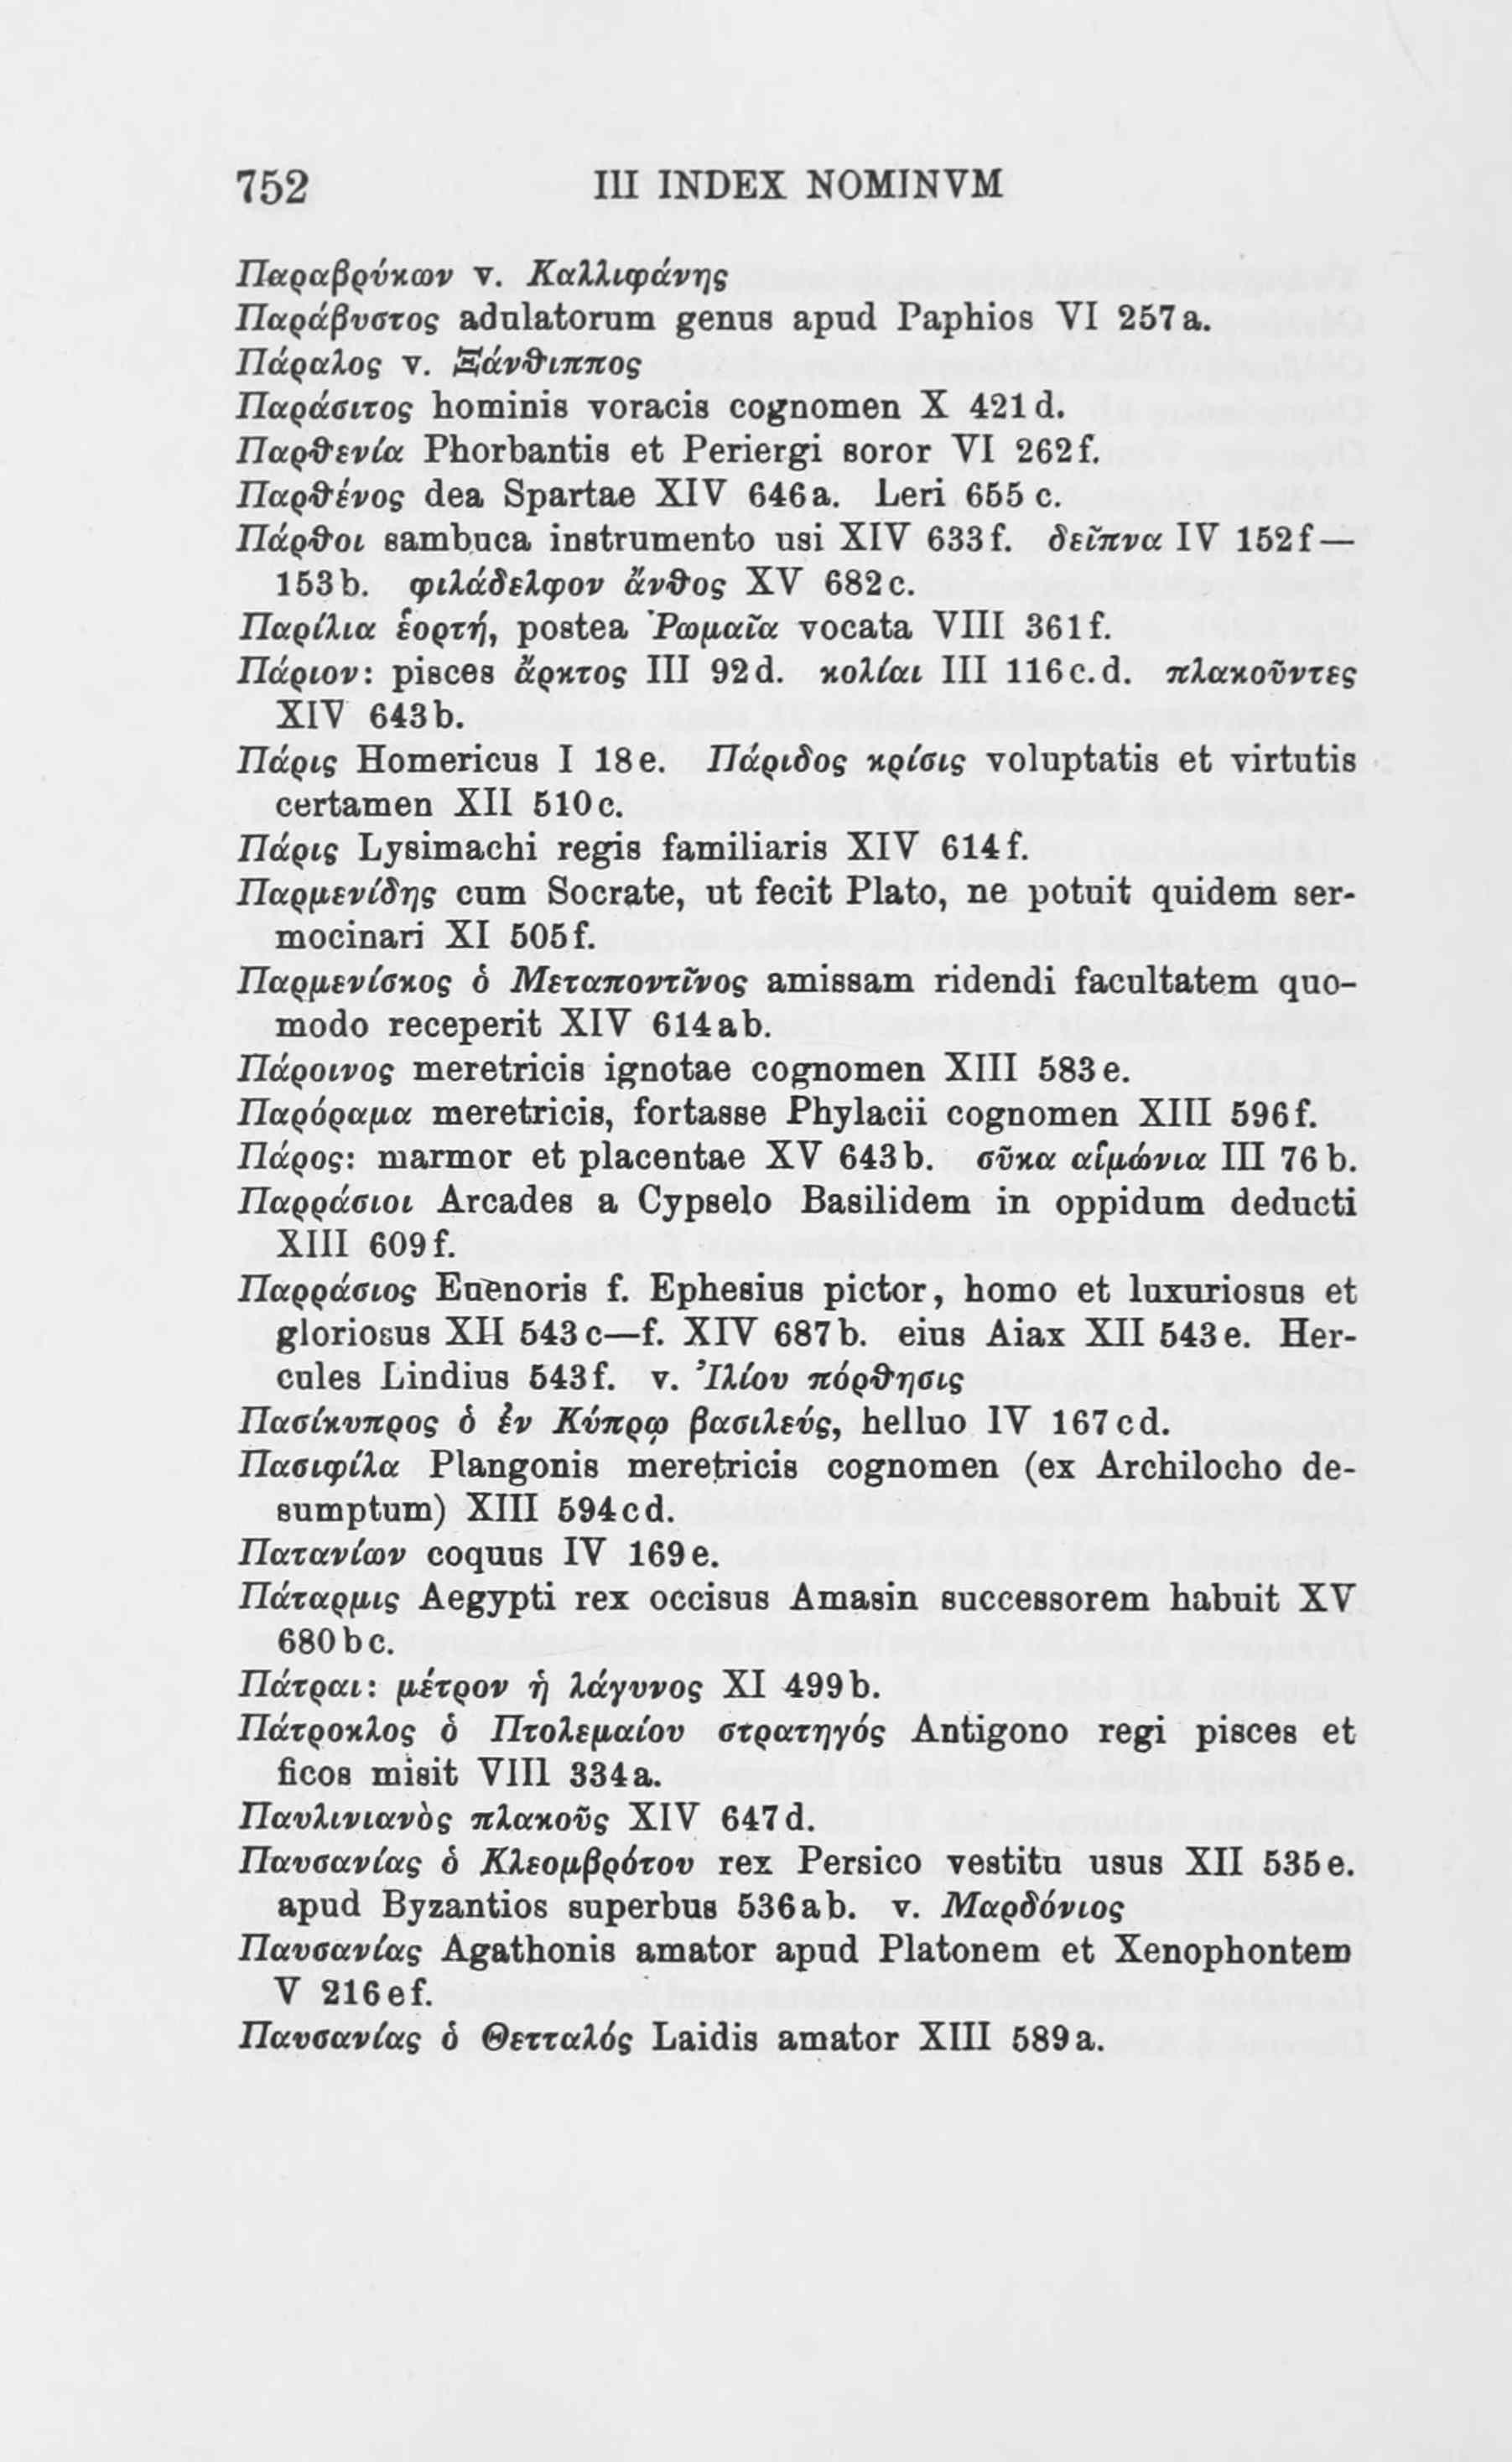 752 III INDEX NOMINVM
Παραβρύκων v. Καλλιφάνης
Παράβυστος adulatorum genus apud Paphios VI 257a.
Πάραλος v. Ξάνθιππος
Παράσιτος hominis voracis cognomen X 421d.
Παρθενία Phorbantis et Periergi soror VI 262f.
Παρθένος dea Spartae XIV 646a. Leri 655c.
Πάρθοι sambuca instrumento usi XIV 633f. δεῖπνα IV 152f—
153b. φιλάδελφον ἄνθος XV 682c.
Παρίλια ἑορτή, postea Ῥωμαῖα vocata VIII 361f.
Πάριον: pisces ἄρκτος III 92d. κολίαι III 116c.d. πλακοῦντες
XIV 643b.
Πάρις Homericus I 18e. Πάριδος κρίσις voluptatis et virtutis
certamen XII 510c.
Πάρις Lysimachi regis familiaris XIV 614f.
Παρμενίδης cum Socrate, ut fecit Plato, ne potuit quidem ser-
mocinari XI 505f.
Παρμενίσκος ὁ Μεταποντῖνος amissam ridendi facultatem quo-
modo receperit XIV 614ab.
Πάροινος meretricis ignotae cognomen XIII 583e.
Παρόραμα meretricis, fortasse Phylacii cognomen XIII 596f.
Πάρος: marmor et placentae XV 643b. σῦκα αἱμώνια III 76b.
Παρράσιοι Arcades a Cypselo Basilidem in oppidum deducti
XIII 609f.
Παρράσιος Euenoris f. Ephesius pictor, homo et luxuriosus et
gloriosus XII 543c—f. XIV 687b. eius Aiax XII 543e. Her-
cules Lindius 543f. v. Ἰλίου πόρθησις
Πασίκυπρος ὁ ἐν Κύπρῳ βασιλεύς, helluo IV 167cd.
Πασιφίλα Plangonis meretricis cognomen (ex Archilocho de-
sumptum) XIII 594cd.
Πατανίων coquus IV 169e.
Πάταρμις Aegypti rex occisus Amasin successorem habuit XV
680bc.
Πάτραι: μέτρον ἡ λάγυνος XI 499b.
Πάτροκλος ὁ Πτολεμαίου στρατηγός Antigono regi pisces et
ficos misit VIII 334a.
Παυλινιανὸς πλακοῦς XIV 647d.
Παυσανίας ὁ Κλεομβρότου rex Persico vestitu usus XII 535e.
apud Byzantios superbus 536ab. v. Μαρδόνιος
Παυσανίας Agathonis amator apud Platonem et Xenophontem
V 216ef.
Παυσανίας ὁ Θετταλός Laidis amator XIII 589a.